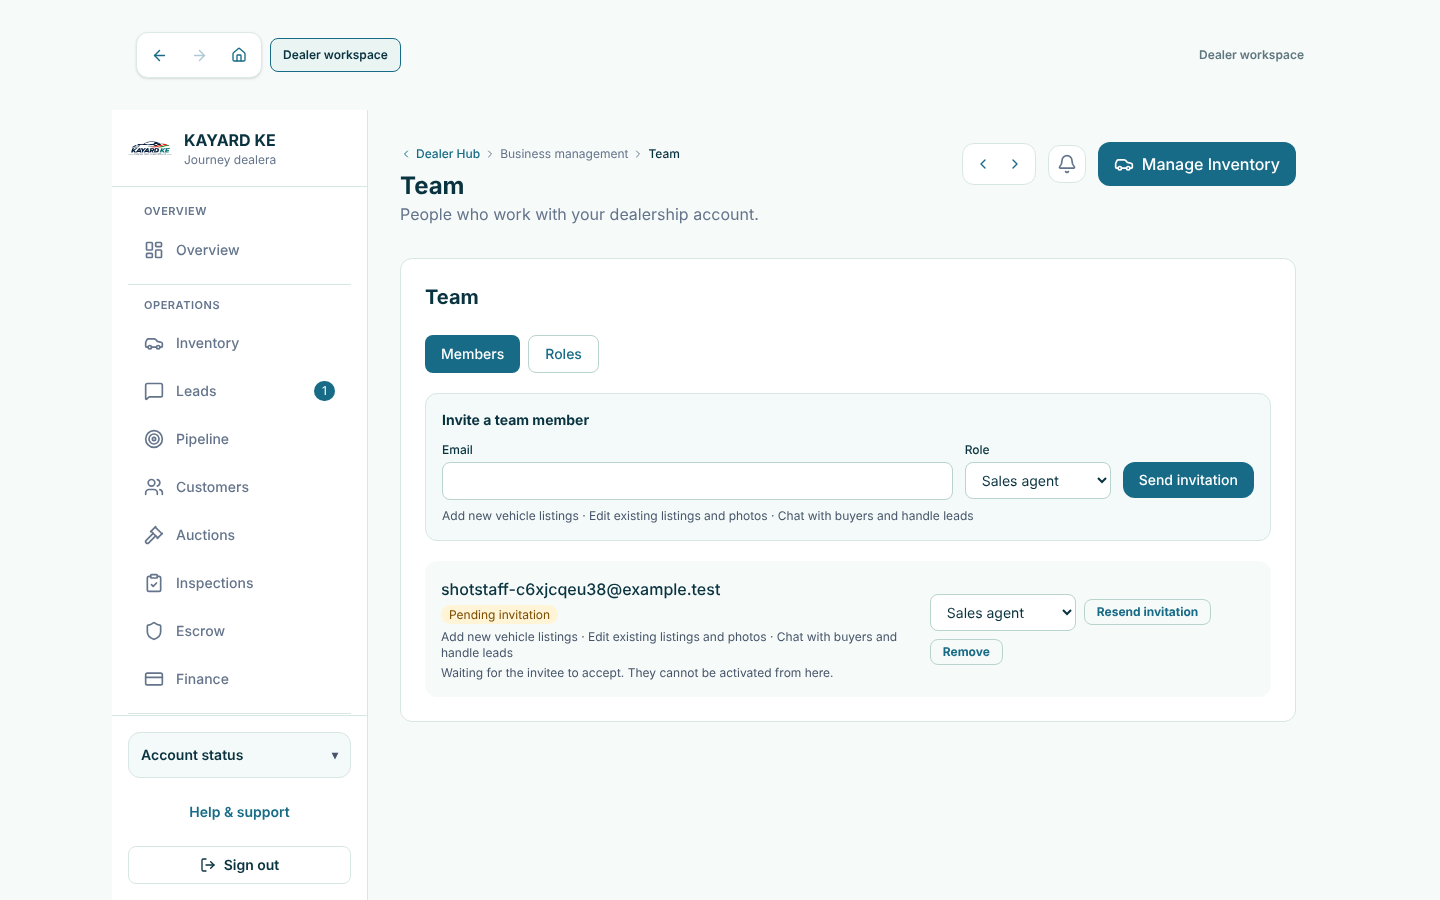 Dealer workspace
Dealer workspace
KAYARD KE
KAYARD KE
Journey dealera
OVERVIEW
Overview
OPERATIONS
Inventory
Leads
1
Pipeline
Customers
Auctions
Inspections
Escrow
Finance
Account status
Help & support
Sign out
Dealer Hub
Business management
Team
Team
People who work with your dealership account.
Manage Inventory
Team
Members
Roles
Invite a team member
Email
Role
Sales agent
Send invitation
Add new vehicle listings · Edit existing listings and photos · Chat with buyers and handle leads
shotstaff-c6xjcqeu38@example.test
Pending invitation
Add new vehicle listings · Edit existing listings and photos · Chat with buyers and
handle leads
Waiting for the invitee to accept. They cannot be activated from here.
Sales agent
Resend invitation
Remove